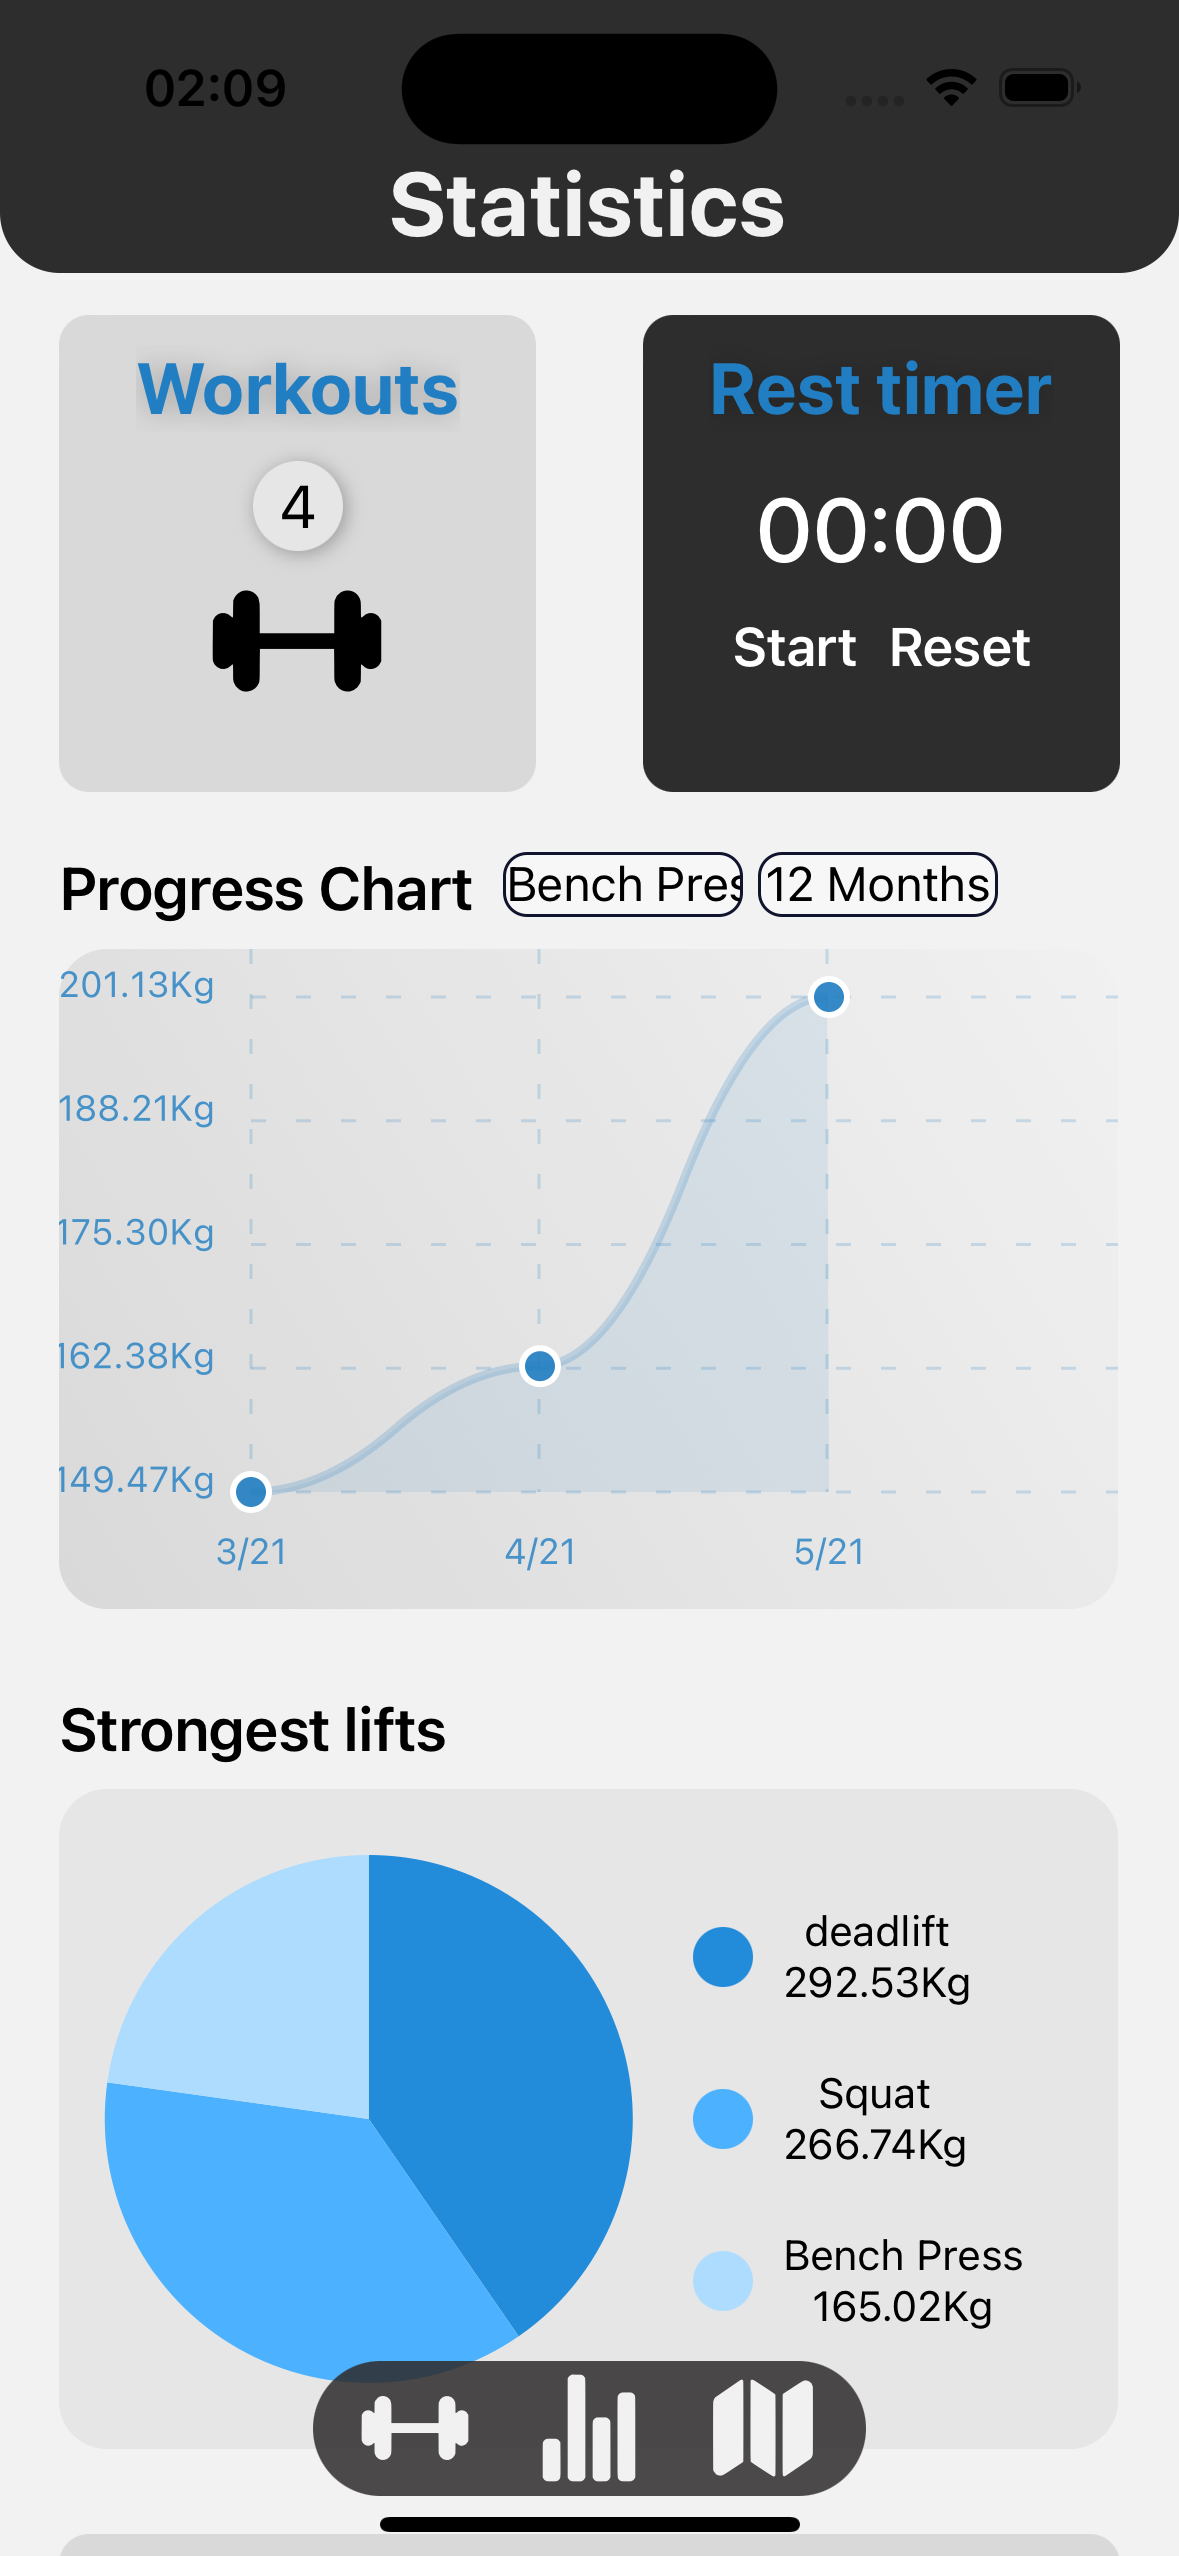 02:09
Statistics
Workouts
4
Rest timer
00:00
Start Reset
Progress Chart
Bench Pres
12 Months
201.13Kg
188.21Kg
175.30Kg
162.38Kg
149.47Kg
3/21 4/21 5/21
Strongest lifts
deadlift
292.53Kg
Squat
266.74Kg
Bench Press
165.02Kg